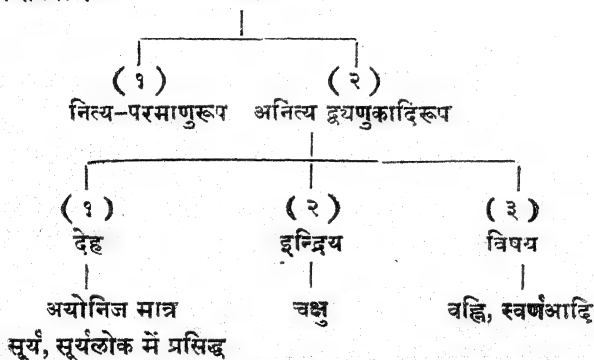 (१) (२)
नित्य-परमाणुरूप अनित्य द्व्यणुकादिरूप
(१) (२) (३)
देह इन्द्रिय विषय
अयोनिज मात्र चक्षु वह्नि, स्वर्णआदि
सूर्यं, सूर्यलोक में प्रसिद्ध